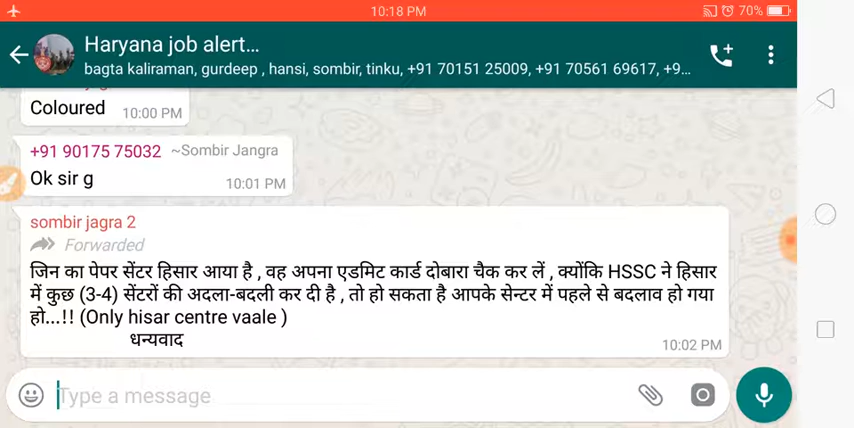 10:18 PM 70%
Haryana job alert...
bagta kaliraman, gurdeep , hansi, sombir, tinku, +91 70151 25009, +91 70561 69617, +9...
Coloured 10:00 PM
+91 90175 75032 ~Sombir Jangra
Ok sir g 10:01 PM
sombir jagra 2
Forwarded
जिन का पेपर सेंटर हिसार आया है , वह अपना एडमिट कार्ड दोबारा चैक कर लें , क्योंकि HSSC ने हिसार
में कुछ (3-4) सेंटरों की अदला-बदली कर दी है , तो हो सकता है आपके सेन्टर में पहले से बदलाव हो गया
हो...!! (Only hisar centre vaale )
धन्यवाद
10:02 PM
Type a message